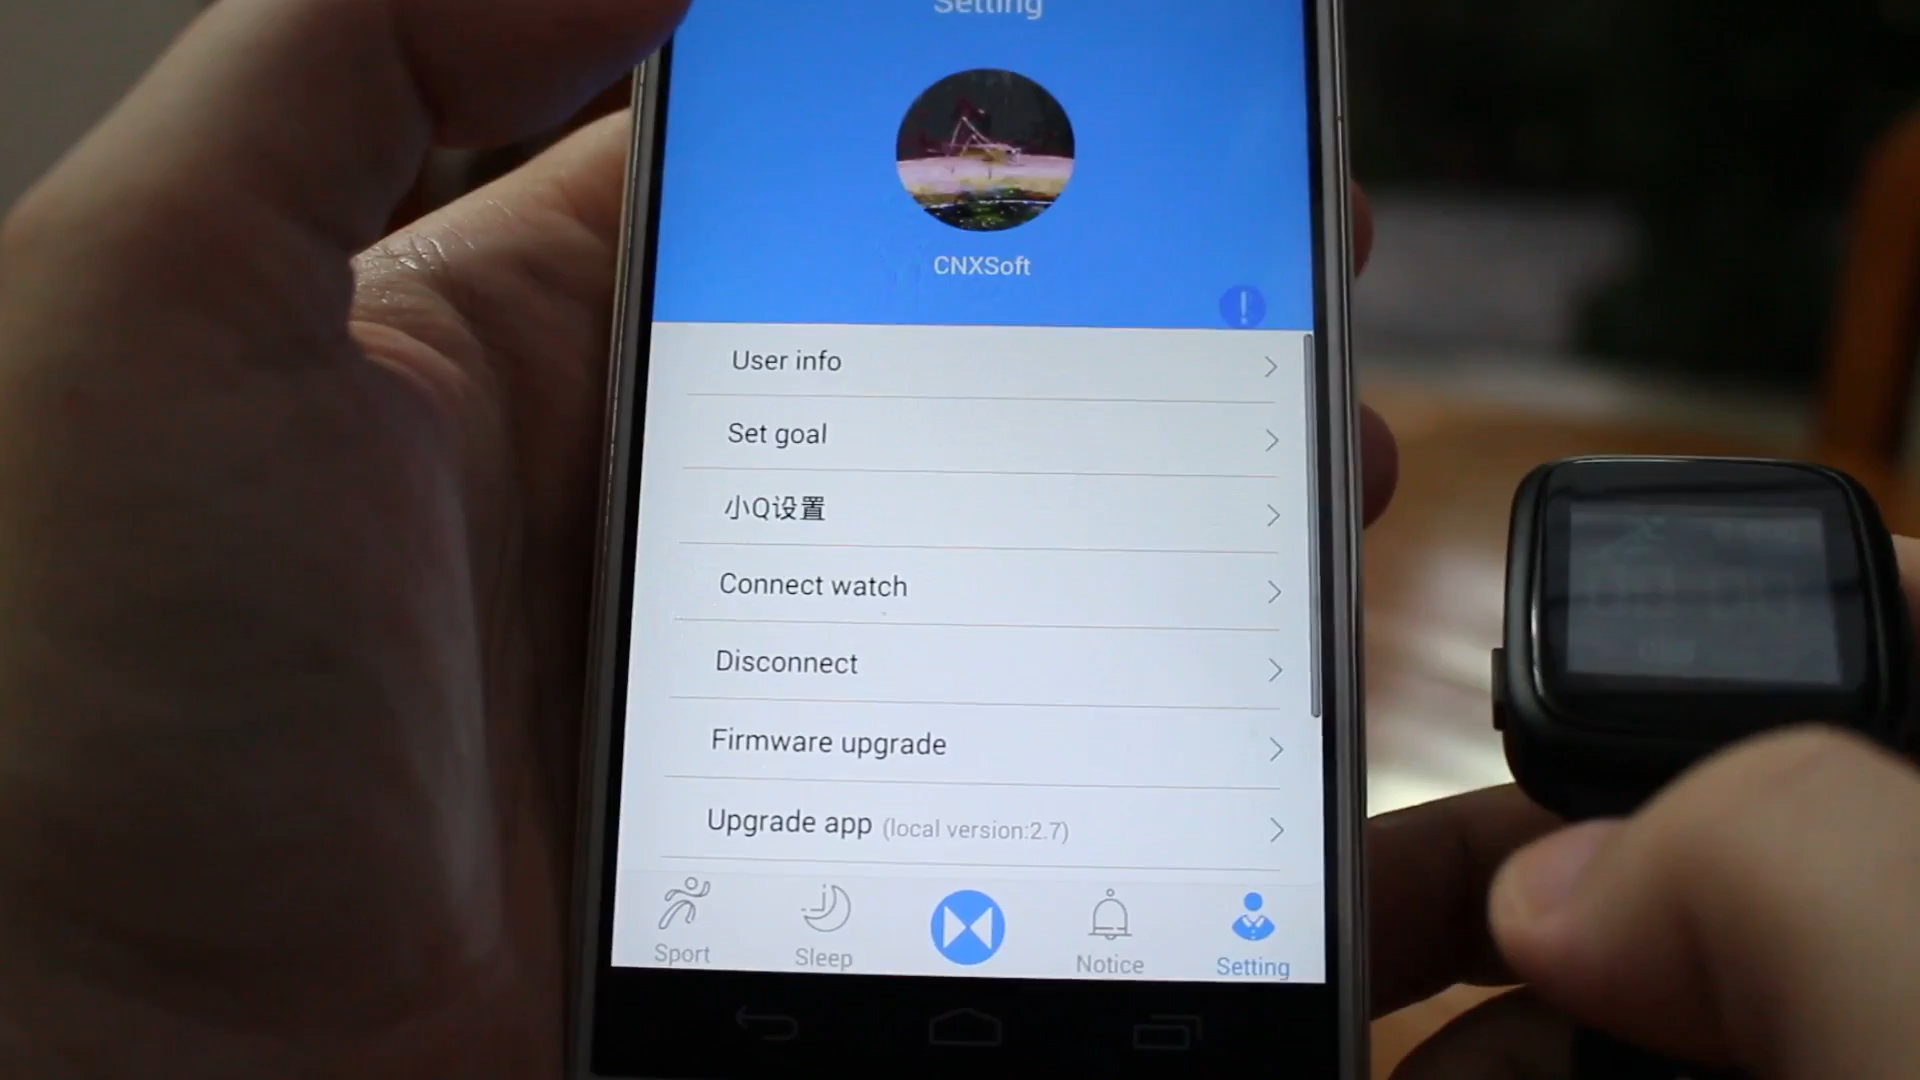 Setting
CNXSoft
User info
Set goal
小Q设置
Connect watch
Disconnect
Firmware upgrade
Upgrade app (local version:2.7)
Sport
Sleep
Notice
Setting